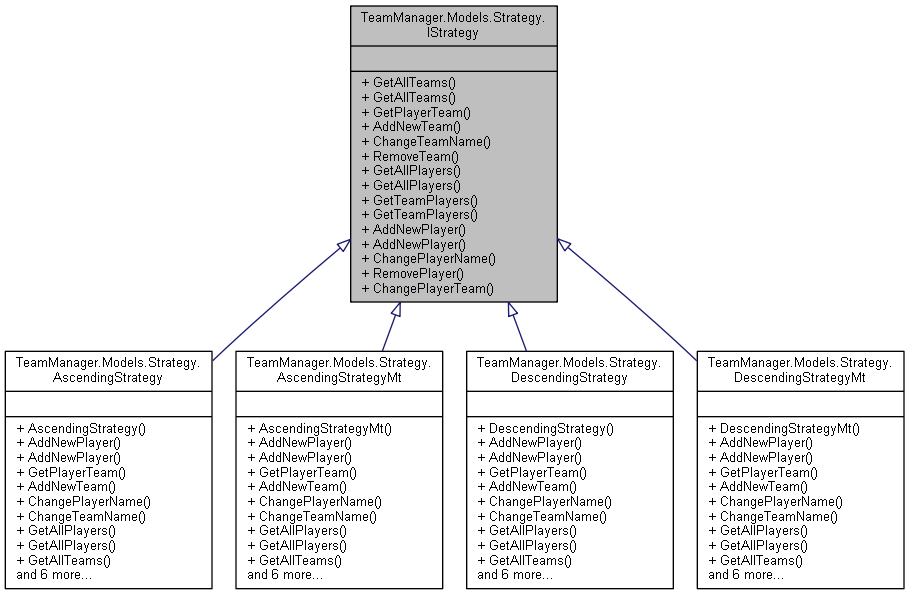 TeamManager.Models.Strategy.
IStrategy
+ GetAllTeams()
+ GetAllTeams()
+ GetPlayerTeam()
+ AddNewTeam()
+ ChangeTeamName()
+ RemoveTeam()
+ GetAllPlayers()
+ GetAllPlayers()
+ GetTeamPlayers()
+ GetTeamPlayers()
+ AddNewPlayer()
+ AddNewPlayer()
+ ChangePlayerName()
+ RemovePlayer()
+ ChangePlayerTeam()
TeamManager.Models.Strategy.
AscendingStrategy
+ AscendingStrategy()
+ AddNewPlayer()
+ AddNewPlayer()
+ GetPlayerTeam()
+ AddNewTeam()
+ ChangePlayerName()
+ ChangeTeamName()
+ GetAllPlayers()
+ GetAllPlayers()
+ GetAllTeams()
and 6 more...
TeamManager.Models.Strategy.
AscendingStrategyMt
+ AscendingStrategyMt()
+ AddNewPlayer()
+ AddNewPlayer()
+ GetPlayerTeam()
+ AddNewTeam()
+ ChangePlayerName()
+ ChangeTeamName()
+ GetAllPlayers()
+ GetAllPlayers()
+ GetAllTeams()
and 6 more...
TeamManager.Models.Strategy.
DescendingStrategy
+ DescendingStrategy()
+ AddNewPlayer()
+ AddNewPlayer()
+ GetPlayerTeam()
+ AddNewTeam()
+ ChangePlayerName()
+ ChangeTeamName()
+ GetAllPlayers()
+ GetAllPlayers()
+ GetAllTeams()
and 6 more...
TeamManager.Models.Strategy.
DescendingStrategyMt
+ DescendingStrategyMt()
+ AddNewPlayer()
+ AddNewPlayer()
+ GetPlayerTeam()
+ AddNewTeam()
+ ChangePlayerName()
+ ChangeTeamName()
+ GetAllPlayers()
+ GetAllPlayers()
+ GetAllTeams()
and 6 more...